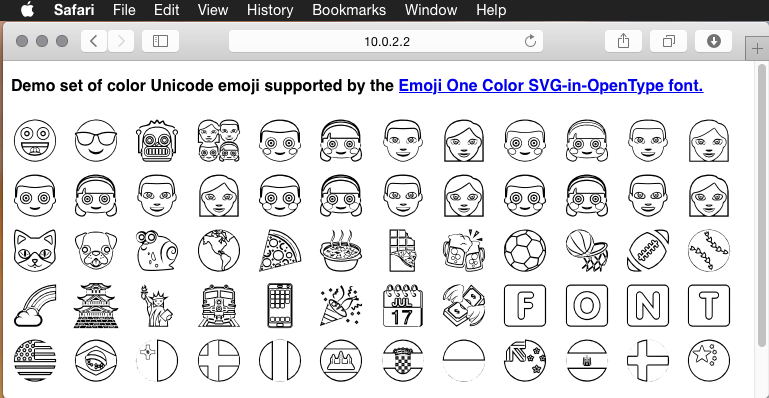 Safari File Edit View History Bookmarks Window Help
10.0.2.2
Demo set of color Unicode emoji supported by the Emoji One Color SVG-in-OpenType font.
JUL
17
F O N T